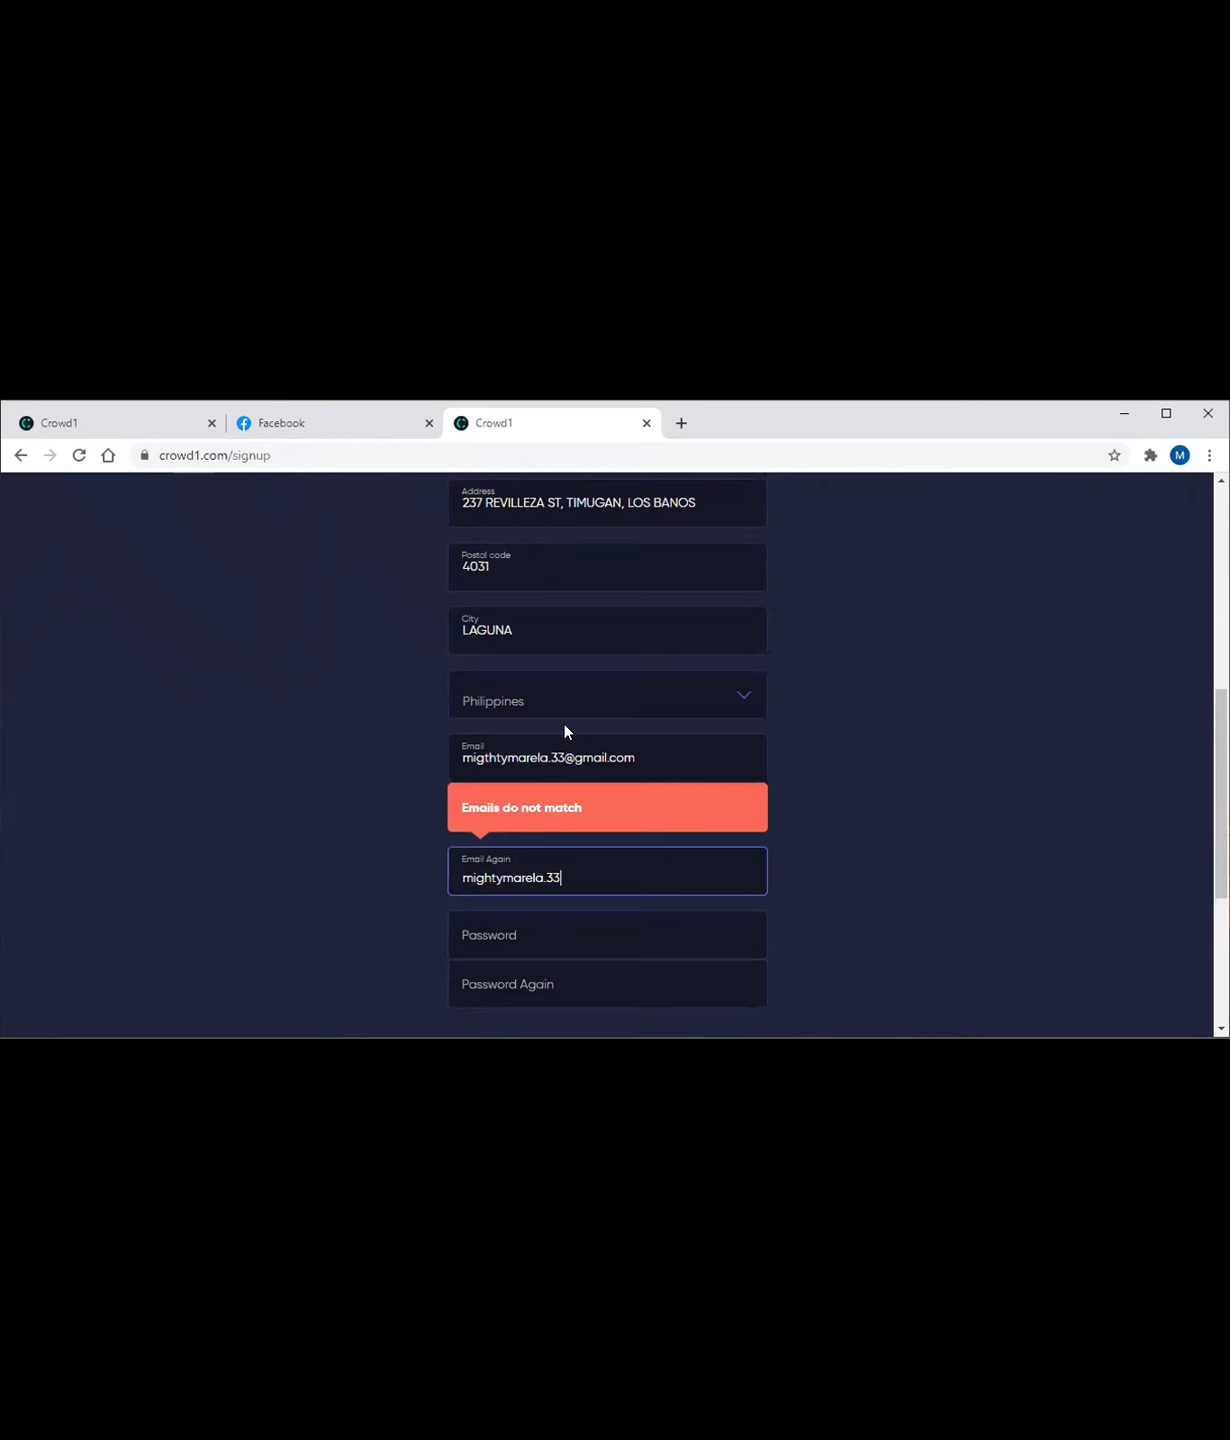 Crowd1
Facebook
Crowd1
crowd1.com/signup
M
Address
237 REVILLEZA ST, TIMUGAN, LOS BANOS
Postal code
4031
City
LAGUNA
Philippines
Email
migthtymarela.33@gmail.com
Emails do not match
Email Again
mightymarela.33
Password
Password Again